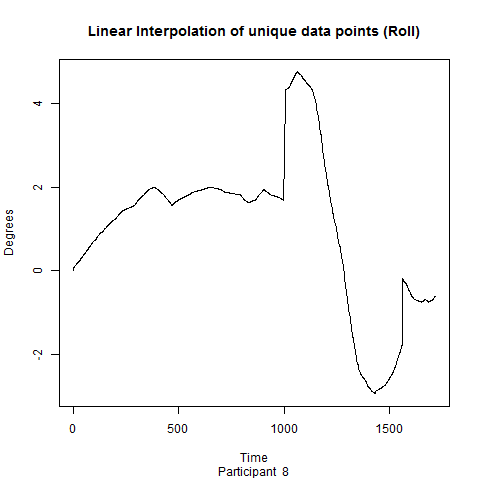 Linear Interpolation of unique data points (Roll)
Degrees
4
2
0
-2
0 500 1000 1500
Time
Participant 8